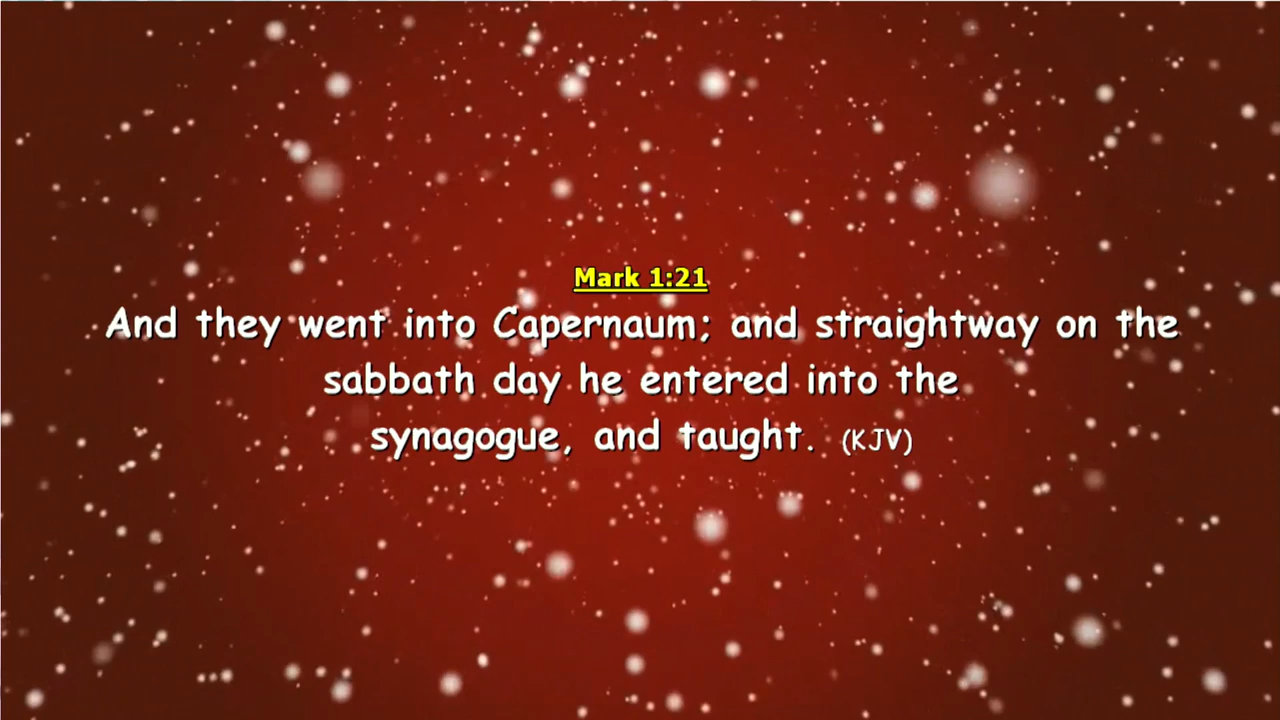 Mark 1:21
And they went into Capernaum; and straightway on the
sabbath day he entered into the
synagogue, and taught. (KJV)